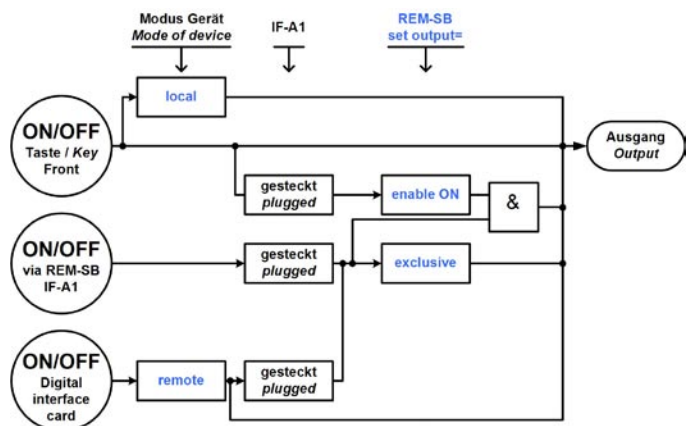 Modus Gerät
Mode of device
IF-A1
REM-SB
set output=
local
ON/OFF
Taste / Key
Front
Ausgang
Output
gesteckt
plugged
enable ON
&
ON/OFF
via REM-SB
IF-A1
gesteckt
plugged
exclusive
ON/OFF
Digital
interface
card
remote
gesteckt
plugged